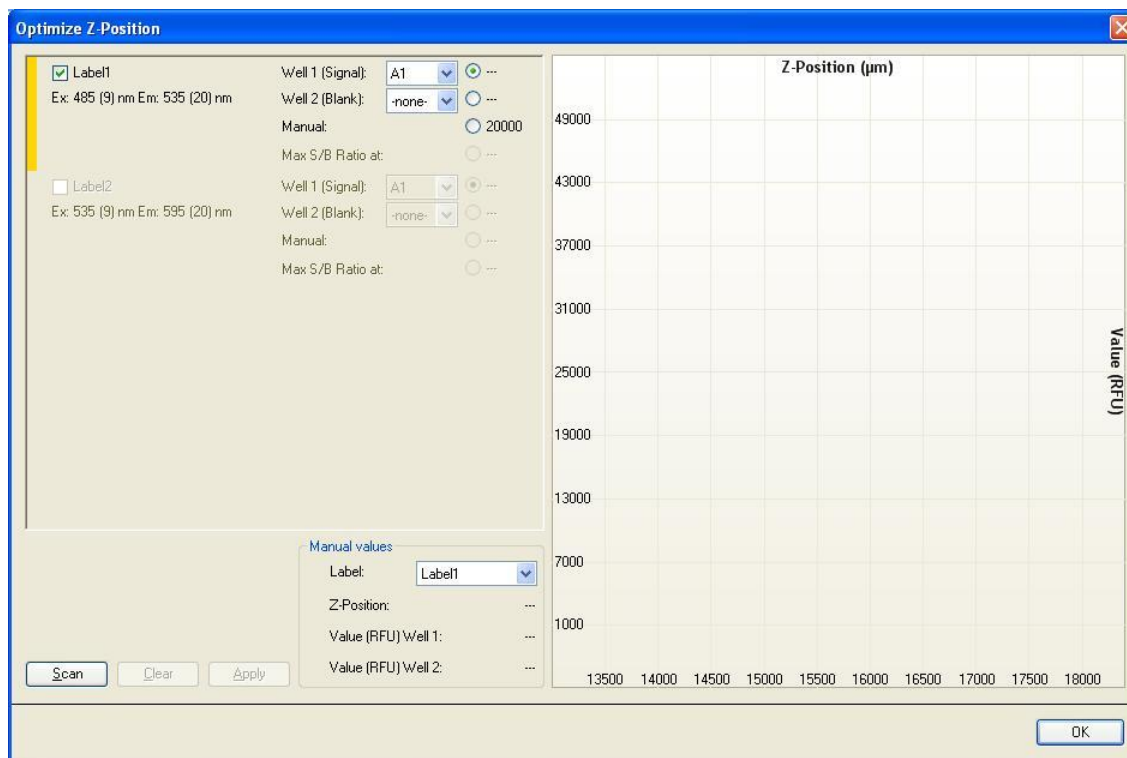 Optimize Z-Position
Label1
Well 1 (Signal): A1 ---
Ex: 485 (9) nm Em: 535 (20) nm
Well 2 (Blank): -none- ---
Manual: 20000
Max S/B Ratio at: ---
Label2
Well 1 (Signal): A1 ---
Ex: 535 (9) nm Em: 595 (20) nm
Well 2 (Blank): -none- ---
Manual: ---
Max S/B Ratio at: ---
Manual values
Label: Label1
Z-Position: ---
Value (RFU) Well 1: ---
Value (RFU) Well 2: ---
Scan Clear Apply
Z-Position (µm)
49000
43000
37000
31000
25000
19000
13000
7000
1000
Value (RFU)
13500 14000 14500 15000 15500 16000 16500 17000 17500 18000
OK